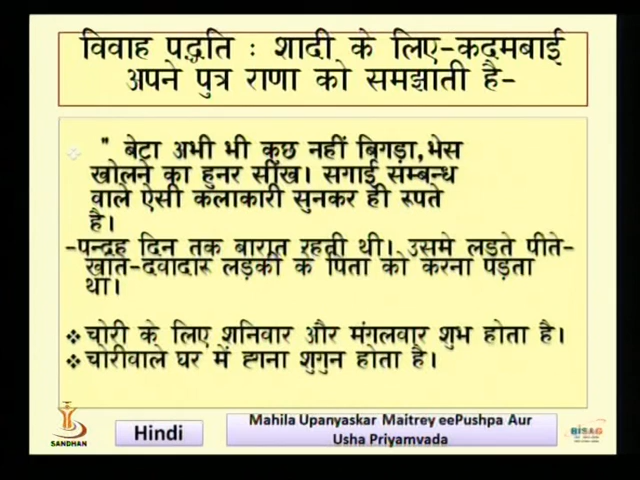 विवाह पद्धति : शादी के लिए-कदमबाई
अपने पुत्र राणा को समझाती है-
" बेटा अभी भी कुछ नहीं बिगड़ा,भेस
खोलने का हुनर सीख। सगाई सम्बन्ध
वाले ऐसी कलाकारी सुनकर ही रूपते
है।
-पन्द्रह दिन तक बारात रहती थी। उसमे लड़ते पीते-
खाते-दवादारू लड़की के पिता को करना पड़ता
था।
चोरी के लिए शनिवार और मंगलवार शुभ होता है।
चोरीवाले घर में ह्गना शुगुन होता है।
SANDHAN
Hindi
Mahila Upanyaskar Maitrey eePushpa Aur
Usha Priyamvada
BISAG